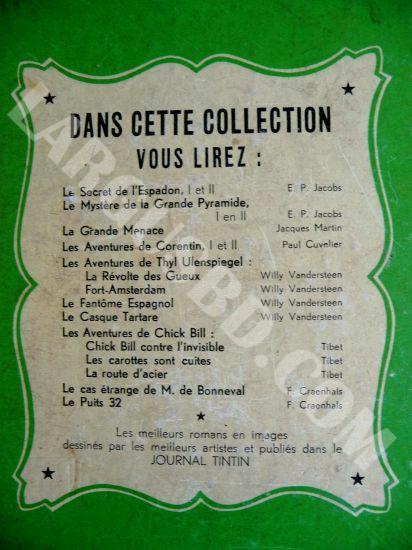 DANS CETTE COLLECTION
VOUS LIREZ :
Le Secret de l'Espadon, I et II E. P. Jacobs
Le Mystère de la Grande Pyramide,
I en II E. P. Jacobs
La Grande Menace Jacques Martin
Les Aventures de Corentin, I et II Paul Cuvelier
Les Aventures de Thyl Ulenspiegel :
La Révolte des Gueux Willy Vandersteen
Fort-Amsterdam Willy Vandersteen
Le Fantôme Espagnol Willy Vandersteen
Le Casque Tartare Willy Vandersteen
Les Aventures de Chick Bill :
Chick Bill contre l'invisible Tibet
Les carottes sont cuites Tibet
La route d'acier Tibet
Le cas étrange de M. de Bonneval F. Craenhals
Le Puits 32 F. Craenhals
Les meilleurs romans en images
dessinés par les meilleurs artistes et publiés dans le
JOURNAL TINTIN